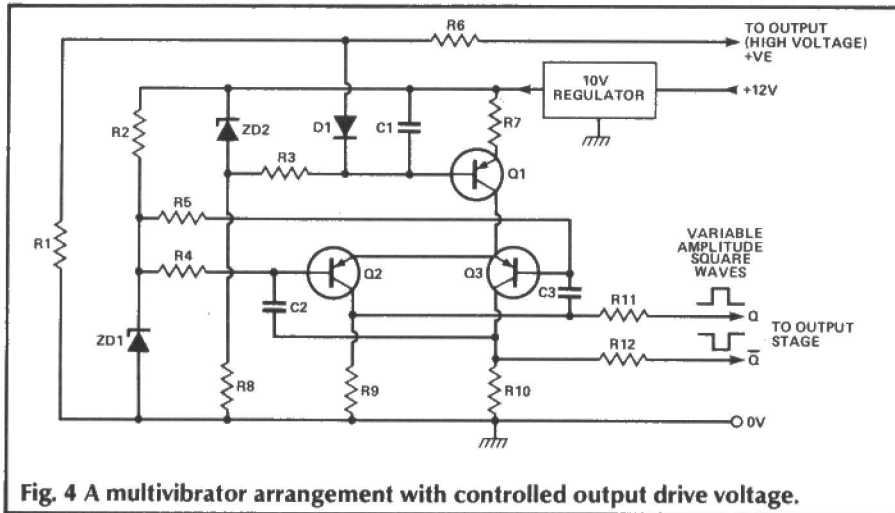 R6
TO OUTPUT
(HIGH VOLTAGE)
+VE
10V
REGULATOR
+12V
R2
ZD2
D1
C1
R7
R3
Q1
R5
R1
R4
Q2
Q3
C3
VARIABLE
AMPLITUDE
SQUARE
WAVES
C2
R11
Q
TO OUTPUT
STAGE
ZD1
R12
Q̅
R8
R9
R10
0V
Fig. 4 A multivibrator arrangement with controlled output drive voltage.